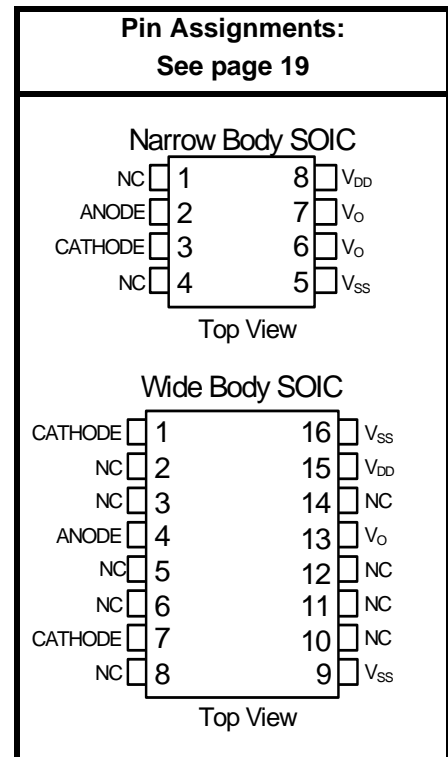 Pin Assignments:
See page 19
Narrow Body SOIC
NC 1 8 VDD
ANODE 2 7 VO
CATHODE 3 6 VO
NC 4 5 VSS
Top View
Wide Body SOIC
CATHODE 1 16 VSS
NC 2 15 VDD
NC 3 14 NC
ANODE 4 13 VO
NC 5 12 NC
NC 6 11 NC
CATHODE 7 10 NC
NC 8 9 VSS
Top View